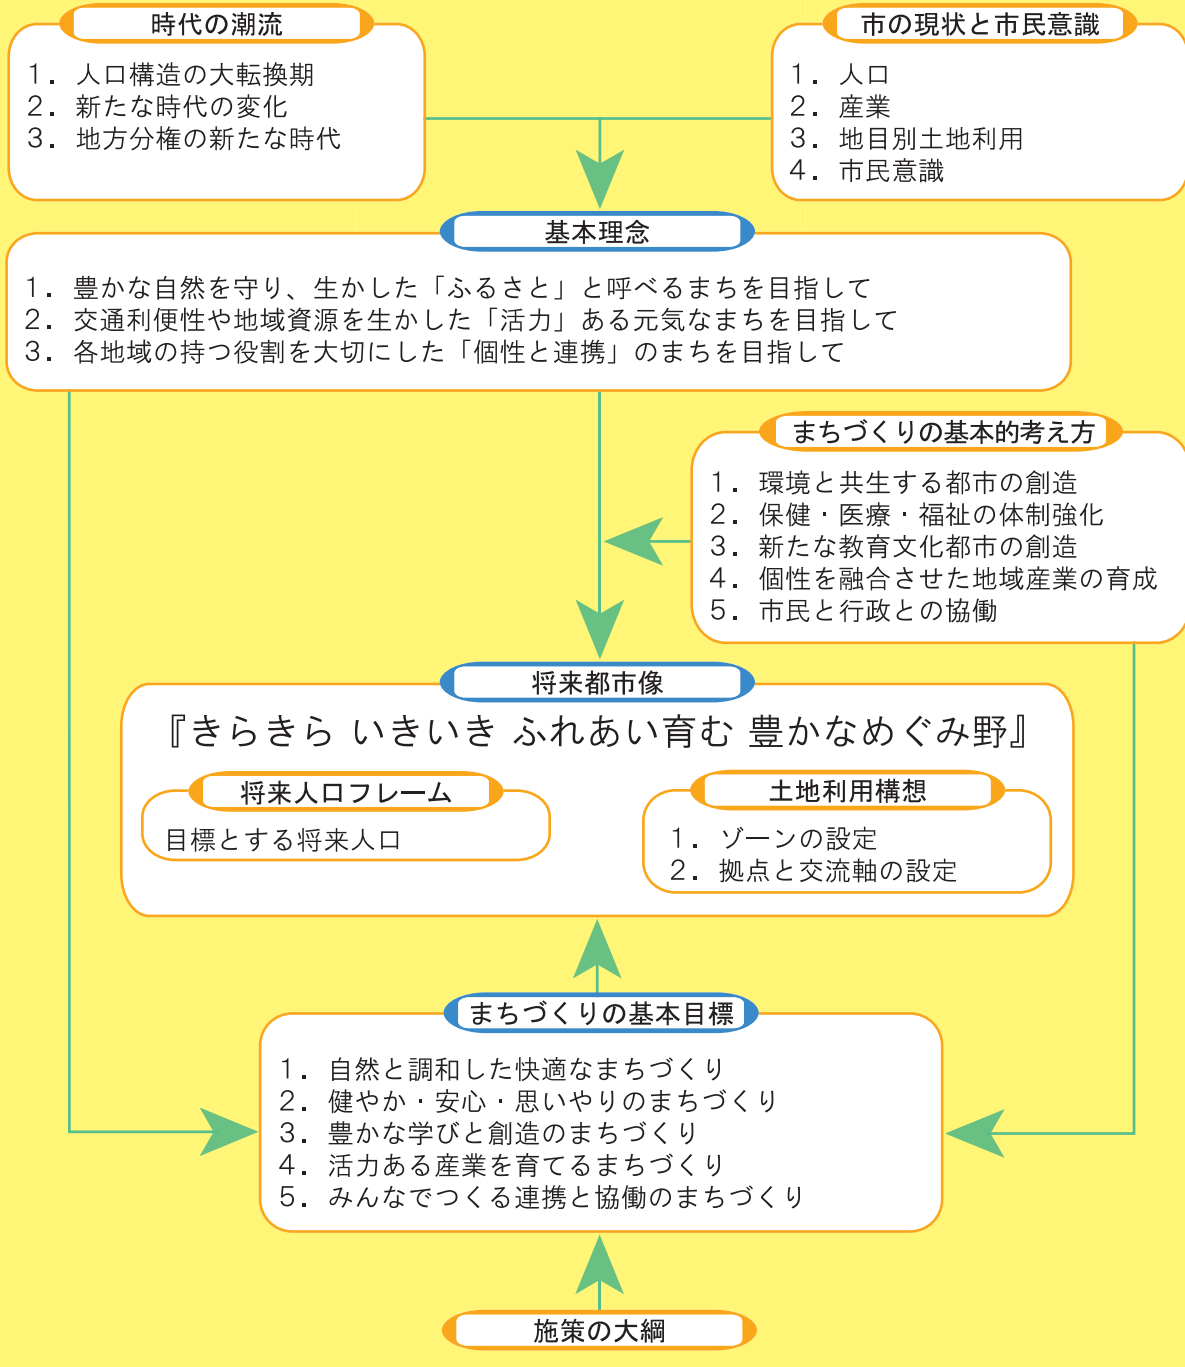 時代の潮流
1. 人口構造の大転換期
2. 新たな時代の変化
3. 地方分権の新たな時代
市の現状と市民意識
1. 人口
2. 産業
3. 地目別土地利用
4. 市民意識
基本理念
1. 豊かな自然を守り、生かした「ふるさと」と呼べるまちを目指して
2. 交通利便性や地域資源を生かした「活力」ある元気なまちを目指して
3. 各地域の持つ役割を大切にした「個性と連携」のまちを目指して
まちづくりの基本的考え方
1. 環境と共生する都市の創造
2. 保健・医療・福祉の体制強化
3. 新たな教育文化都市の創造
4. 個性を融合させた地域産業の育成
5. 市民と行政との協働
将来都市像
『きらきら いきいき ふれあい育む 豊かなめぐみ野』
将来人口フレーム
目標とする将来人口
土地利用構想
1. ゾーンの設定
2. 拠点と交流軸の設定
まちづくりの基本目標
1. 自然と調和した快適なまちづくり
2. 健やか・安心・思いやりのまちづくり
3. 豊かな学びと創造のまちづくり
4. 活力ある産業を育てるまちづくり
5. みんなでつくる連携と協働のまちづくり
施策の大綱